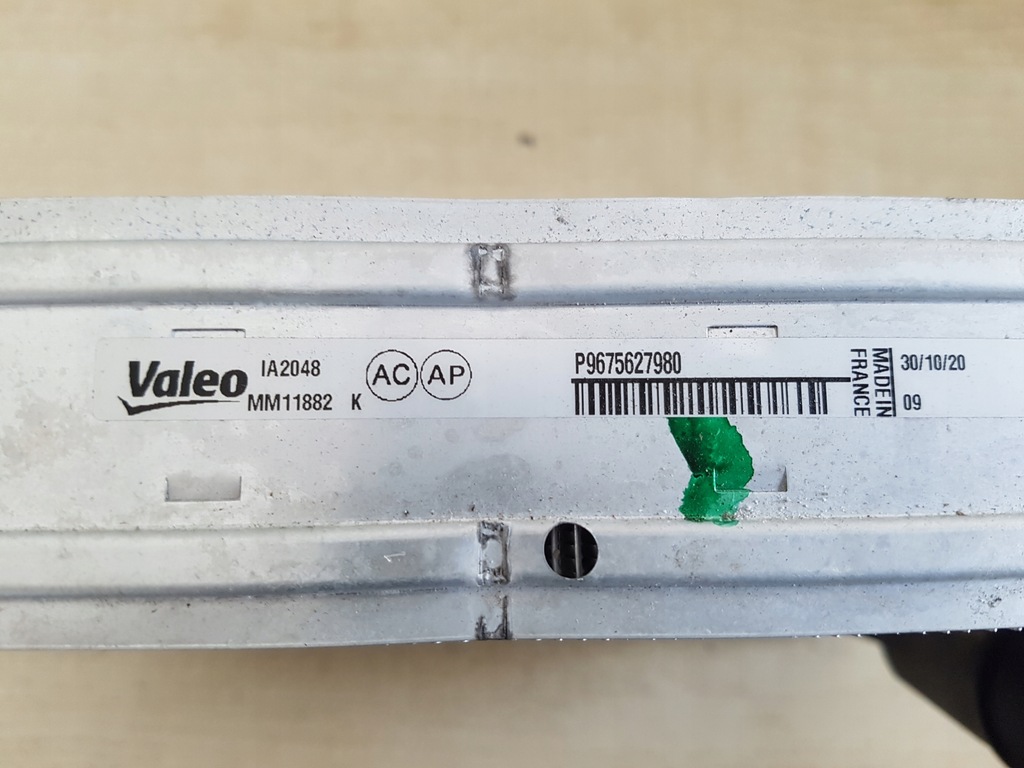 Valeo
IA2048
MM11882 K
AC AP
P9675627980
MADE IN
FRANCE
30/10/20
09